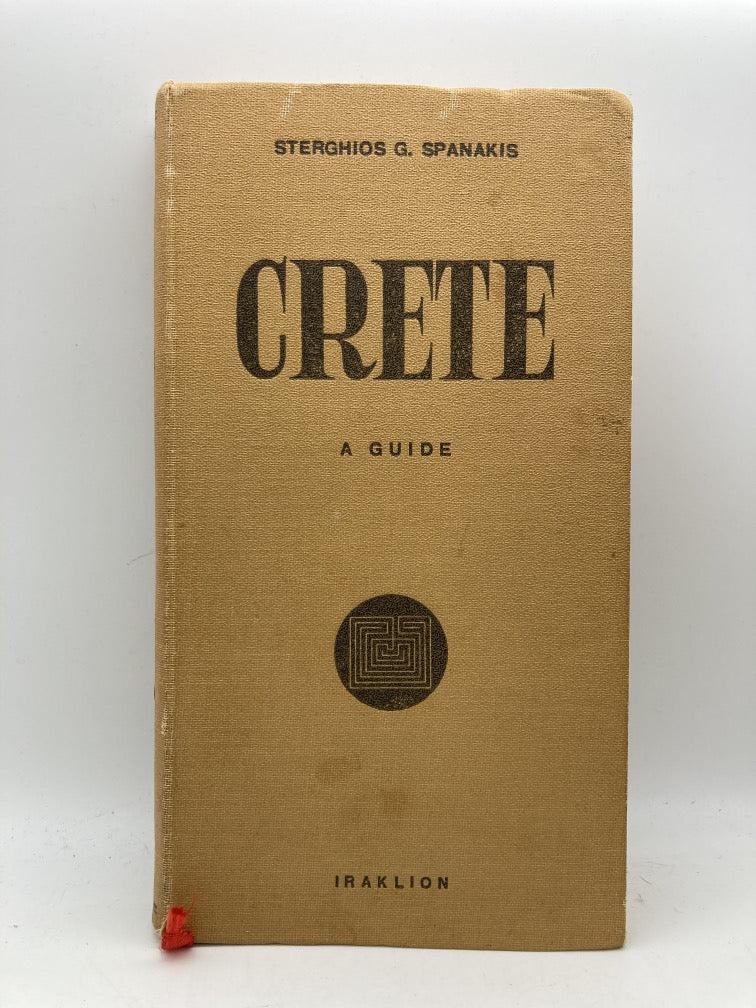 STERGHIOS G. SPANAKIS
CRETE
A GUIDE
IRAKLION